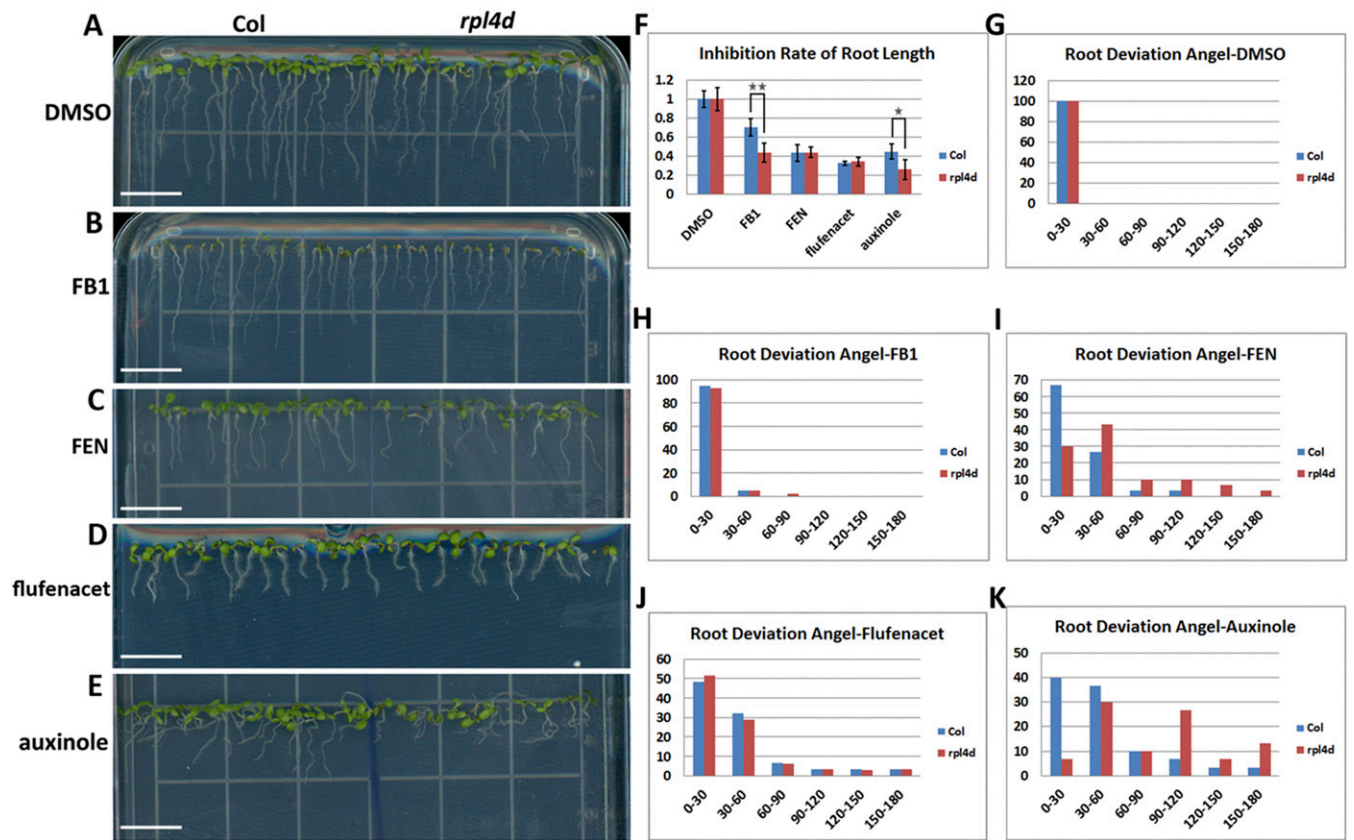 A
Col
rpl4d
DMSO
B
FB1
C
FEN
D
flufenacet
E
auxinole
F
Inhibition Rate of Root Length
1.2
1
0.8
0.6
0.4
0.2
0
DMSO
FB1
FEN
flufenacet
auxinole
Col
rpl4d
G
Root Deviation Angel-DMSO
120
100
80
60
40
20
0
0-30
30-60
60-90
90-120
120-150
150-180
Col
rpl4d
H
Root Deviation Angel-FB1
100
80
60
40
20
0
0-30
30-60
60-90
90-120
120-150
150-180
Col
rpl4d
I
Root Deviation Angel-FEN
70
60
50
40
30
20
10
0
0-30
30-60
60-90
90-120
120-150
150-180
Col
rpl4d
J
Root Deviation Angel-Flufenacet
60
50
40
30
20
10
0
0-30
30-60
60-90
90-120
120-150
150-180
Col
rpl4d
K
Root Deviation Angel-Auxinole
50
40
30
20
10
0
0-30
30-60
60-90
90-120
120-150
150-180
Col
rpl4d